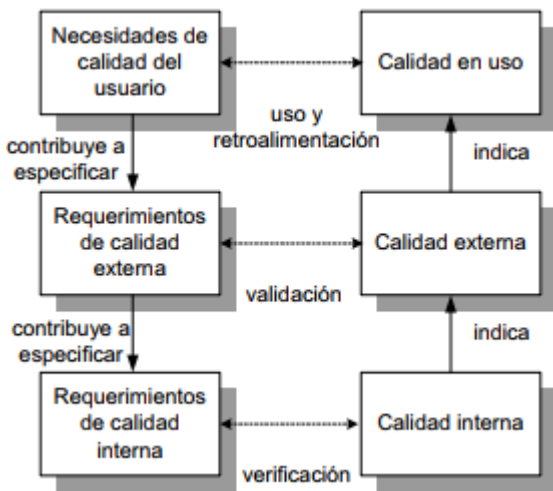 Necesidades de
calidad del
usuario
Calidad en uso
uso y
retroalimentación
contribuye a
especificar
indica
Requerimientos
de calidad
externa
Calidad externa
validación
contribuye a
especificar
indica
Requerimientos
de calidad
interna
Calidad interna
verificación